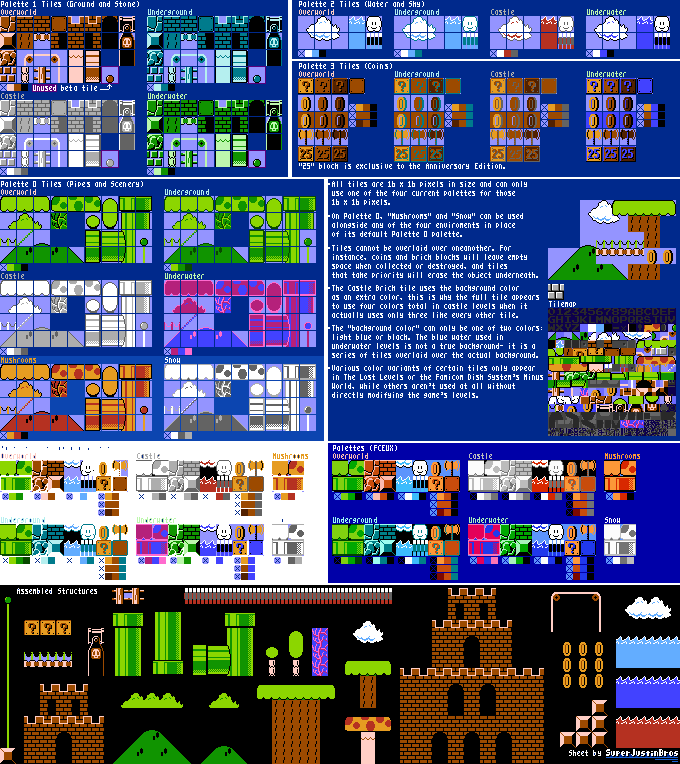 Palette 1 Tiles (Ground and Stone)
Overworld
Underground
Unused beta tile
Castle
Underwater
Palette 2 Tiles (Water and Sky)
Overworld
Underground
Castle
Underwater
Palette 3 Tiles (Coins)
Overworld
Underground
Castle
Underwater
"25" block is exclusive to the Anniversary Edition.
Palette 0 Tiles (Pipes and Scenery)
Overworld
Underground
Castle
Underwater
Mushrooms
Snow
•All tiles are 16 x 16 pixels in size and can only
use one of the four current palettes for those
16 x 16 pixels.
•On Palette 0, "Mushrooms" and "Snow" can be used
alongside any of the four enviroments in place
of its default Palette 0 palette.
•Tiles cannot be overlaid over oneanother. For
instance, coins and brick blocks will leave empty
space when collected or destroyed, and tiles
that take priority will erase the object underneath.
•The Castle Brick tile uses the background color
as an extra color, this is why the full tile appears
to use four colors total in castle levels when it
actually uses only three like every other tile.
•The "background color" can only be one of two colors:
light blue or black. The blue water used in
underwater levels is not a true background- it is a
series of tiles overlaid over the actual background.
•Various color variants of certain tiles only appear
in The Lost Levels or the Famicom Disk System's Minus
World, while others aren't used at all without
directly modifying the game's levels.
Tilemap
Overworld
Castle
Mushrooms
Underwater
Palettes (FCEUX)
Overworld
Castle
Mushrooms
Underground
Underwater
Snow
Assembled Structures
Sheet by SuperJustinBros